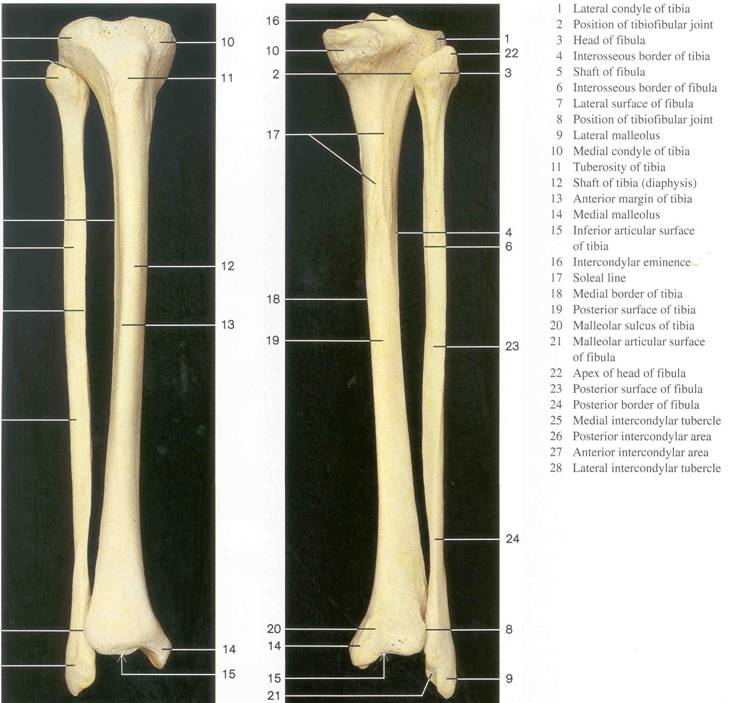 10
11
12
13
14
15
16
10
2
17
18
19
20
14
15
21
1
22
3
4
6
23
24
8
9
1 Lateral condyle of tibia
2 Position of tibiofibular joint
3 Head of fibula
4 Interosseous border of tibia
5 Shaft of fibula
6 Interosseous border of fibula
7 Lateral surface of fibula
8 Position of tibiofibular joint
9 Lateral malleolus
10 Medial condyle of tibia
11 Tuberosity of tibia
12 Shaft of tibia (diaphysis)
13 Anterior margin of tibia
14 Medial malleolus
15 Inferior articular surface
of tibia
16 Intercondylar eminence
17 Soleal line
18 Medial border of tibia
19 Posterior surface of tibia
20 Malleolar sulcus of tibia
21 Malleolar articular surface
of fibula
22 Apex of head of fibula
23 Posterior surface of fibula
24 Posterior border of fibula
25 Medial intercondylar tubercle
26 Posterior intercondylar area
27 Anterior intercondylar area
28 Lateral intercondylar tubercle